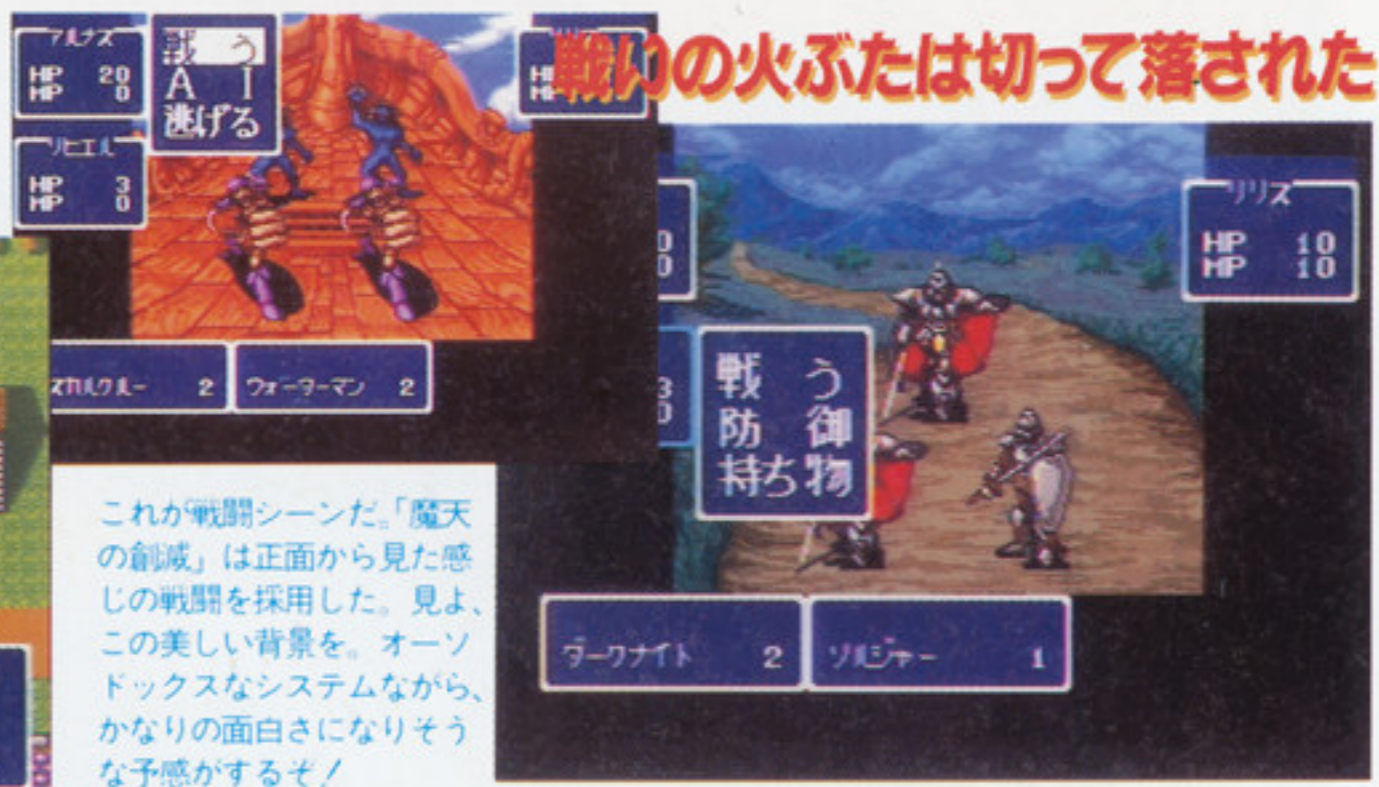 戦いの火ぶたは切って落された
アルナス
HP 20
MP 0
リピエル
HP 3
MP 0
戦う
AI
逃げる
スカルクルー 2
ウォーターマン 2
リリス
HP 10
MP 10
戦う
防御
持ち物
ダークナイト 2
ソルジャー 1
これが戦闘シーンだ。「魔天
の創滅」は正面から見た感
じの戦闘を採用した。見よ、
この美しい背景を。オーソ
ドックスなシステムながら、
かなりの面白さになりそう
な予感がするぞ!